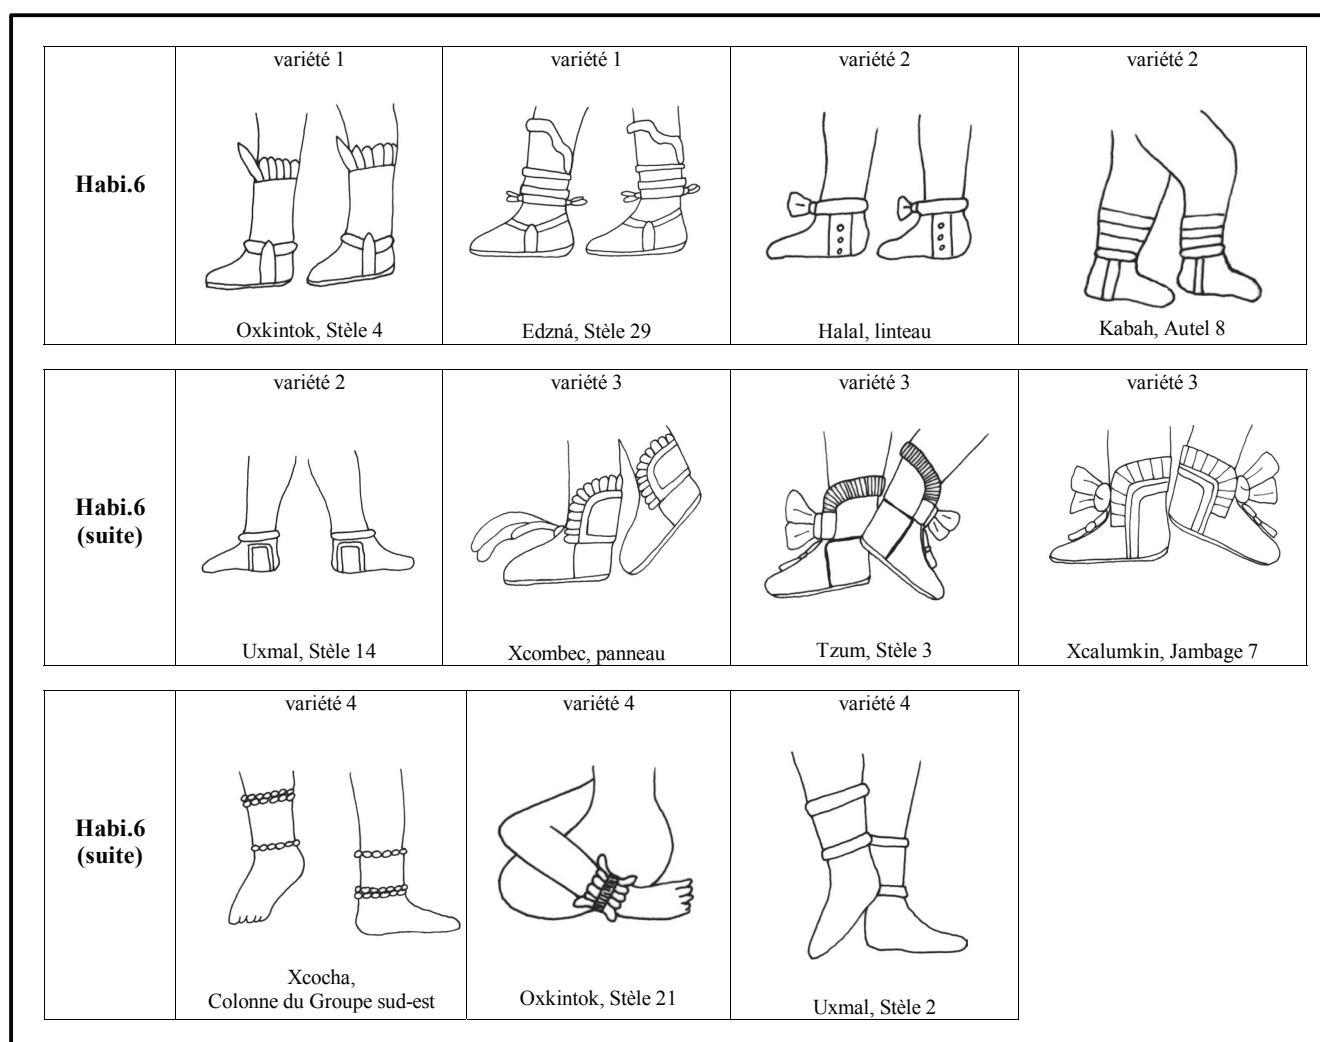 variété 1
variété 1
variété 2
variété 2
Habi.6
Oxkintok, Stèle 4
Edzná, Stèle 29
Halal, linteau
Kabah, Autel 8
variété 2
variété 3
variété 3
variété 3
Habi.6
(suite)
Uxmal, Stèle 14
Xcombec, panneau
Tzum, Stèle 3
Xcalumkin, Jambage 7
variété 4
variété 4
variété 4
Habi.6
(suite)
Xcocha,
Colonne du Groupe sud-est
Oxkintok, Stèle 21
Uxmal, Stèle 2